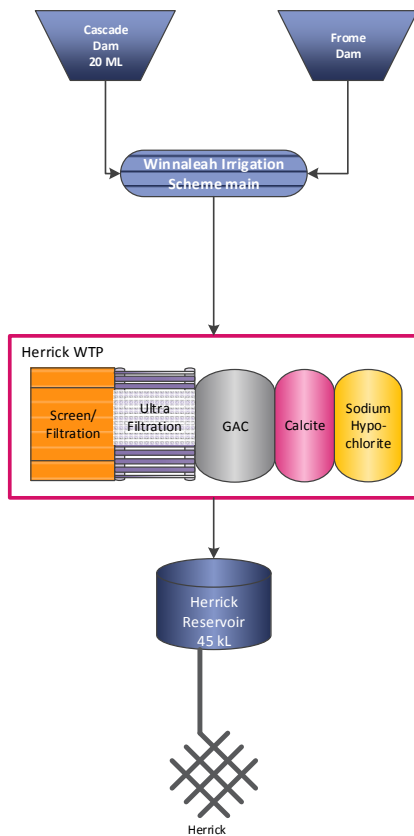 Cascade
Dam
20 ML
Frome
Dam
Winnaleah Irrigation
Scheme main
Herrick WTP
Screen/
Filtration
Ultra
Filtration
GAC
Calcite
Sodium
Hypo-
chlorite
Herrick
Reservoir
45 kL
Herrick